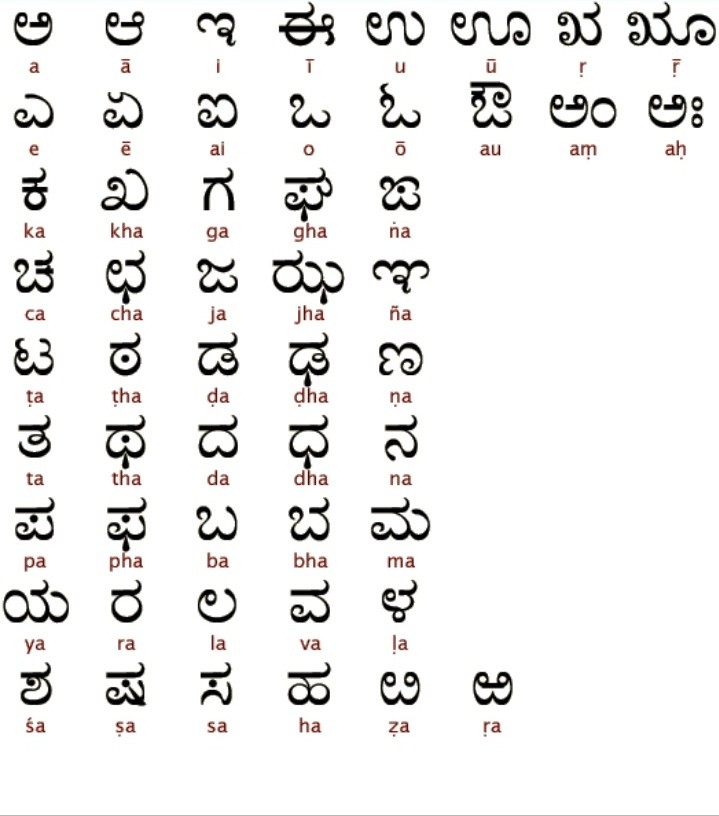 ಅ ಆ ಇ ಈ ಉ ಊ ಋ ೠ
a ā i ī u ū ṛ ṝ
ಎ ಏ ಐ ಒ ಓ ಔ ಅಂ ಅಃ
e ē ai o ō au aṃ aḥ
ಕ ಖ ಗ ಘ ಙ
ka kha ga gha ṅa
ಚ ಛ ಜ ಝ ಞ
ca cha ja jha ña
ಟ ಠ ಡ ಢ ಣ
ṭa ṭha ḍa ḍha ṇa
ತ ಥ ದ ಧ ನ
ta tha da dha na
ಪ ಫ ಬ ಭ ಮ
pa pha ba bha ma
ಯ ರ ಲ ವ ಳ
ya ra la va ḷa
ಶ ಷ ಸ ಹ ೞ ಱ
śa ṣa sa ha ẓa ṛa